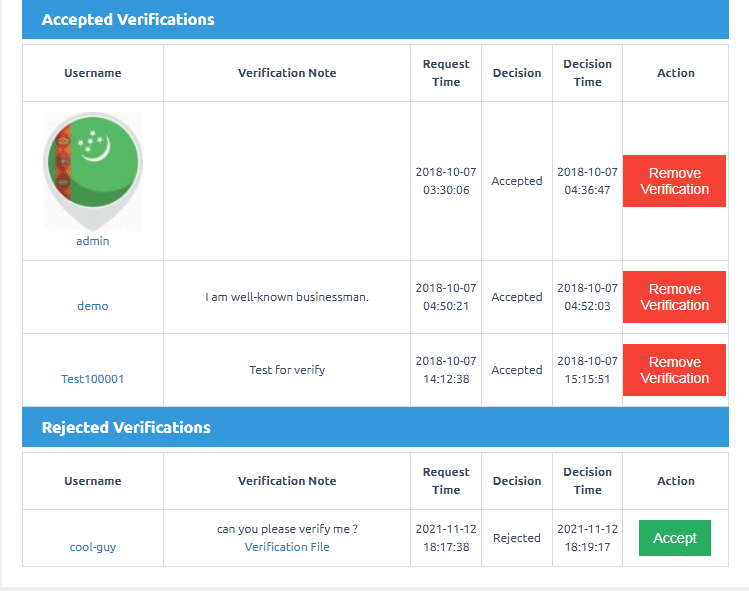 Accepted Verifications
Username Verification Note Request Time Decision Decision Time Action
admin 2018-10-07 03:30:06 Accepted 2018-10-07 04:36:47 Remove Verification
demo I am well-known businessman. 2018-10-07 04:50:21 Accepted 2018-10-07 04:52:03 Remove Verification
Test100001 Test for verify 2018-10-07 14:12:38 Accepted 2018-10-07 15:15:51 Remove Verification
Rejected Verifications
Username Verification Note Request Time Decision Decision Time Action
cool-guy can you please verify me ? Verification File 2021-11-12 18:17:38 Rejected 2021-11-12 18:19:17 Accept